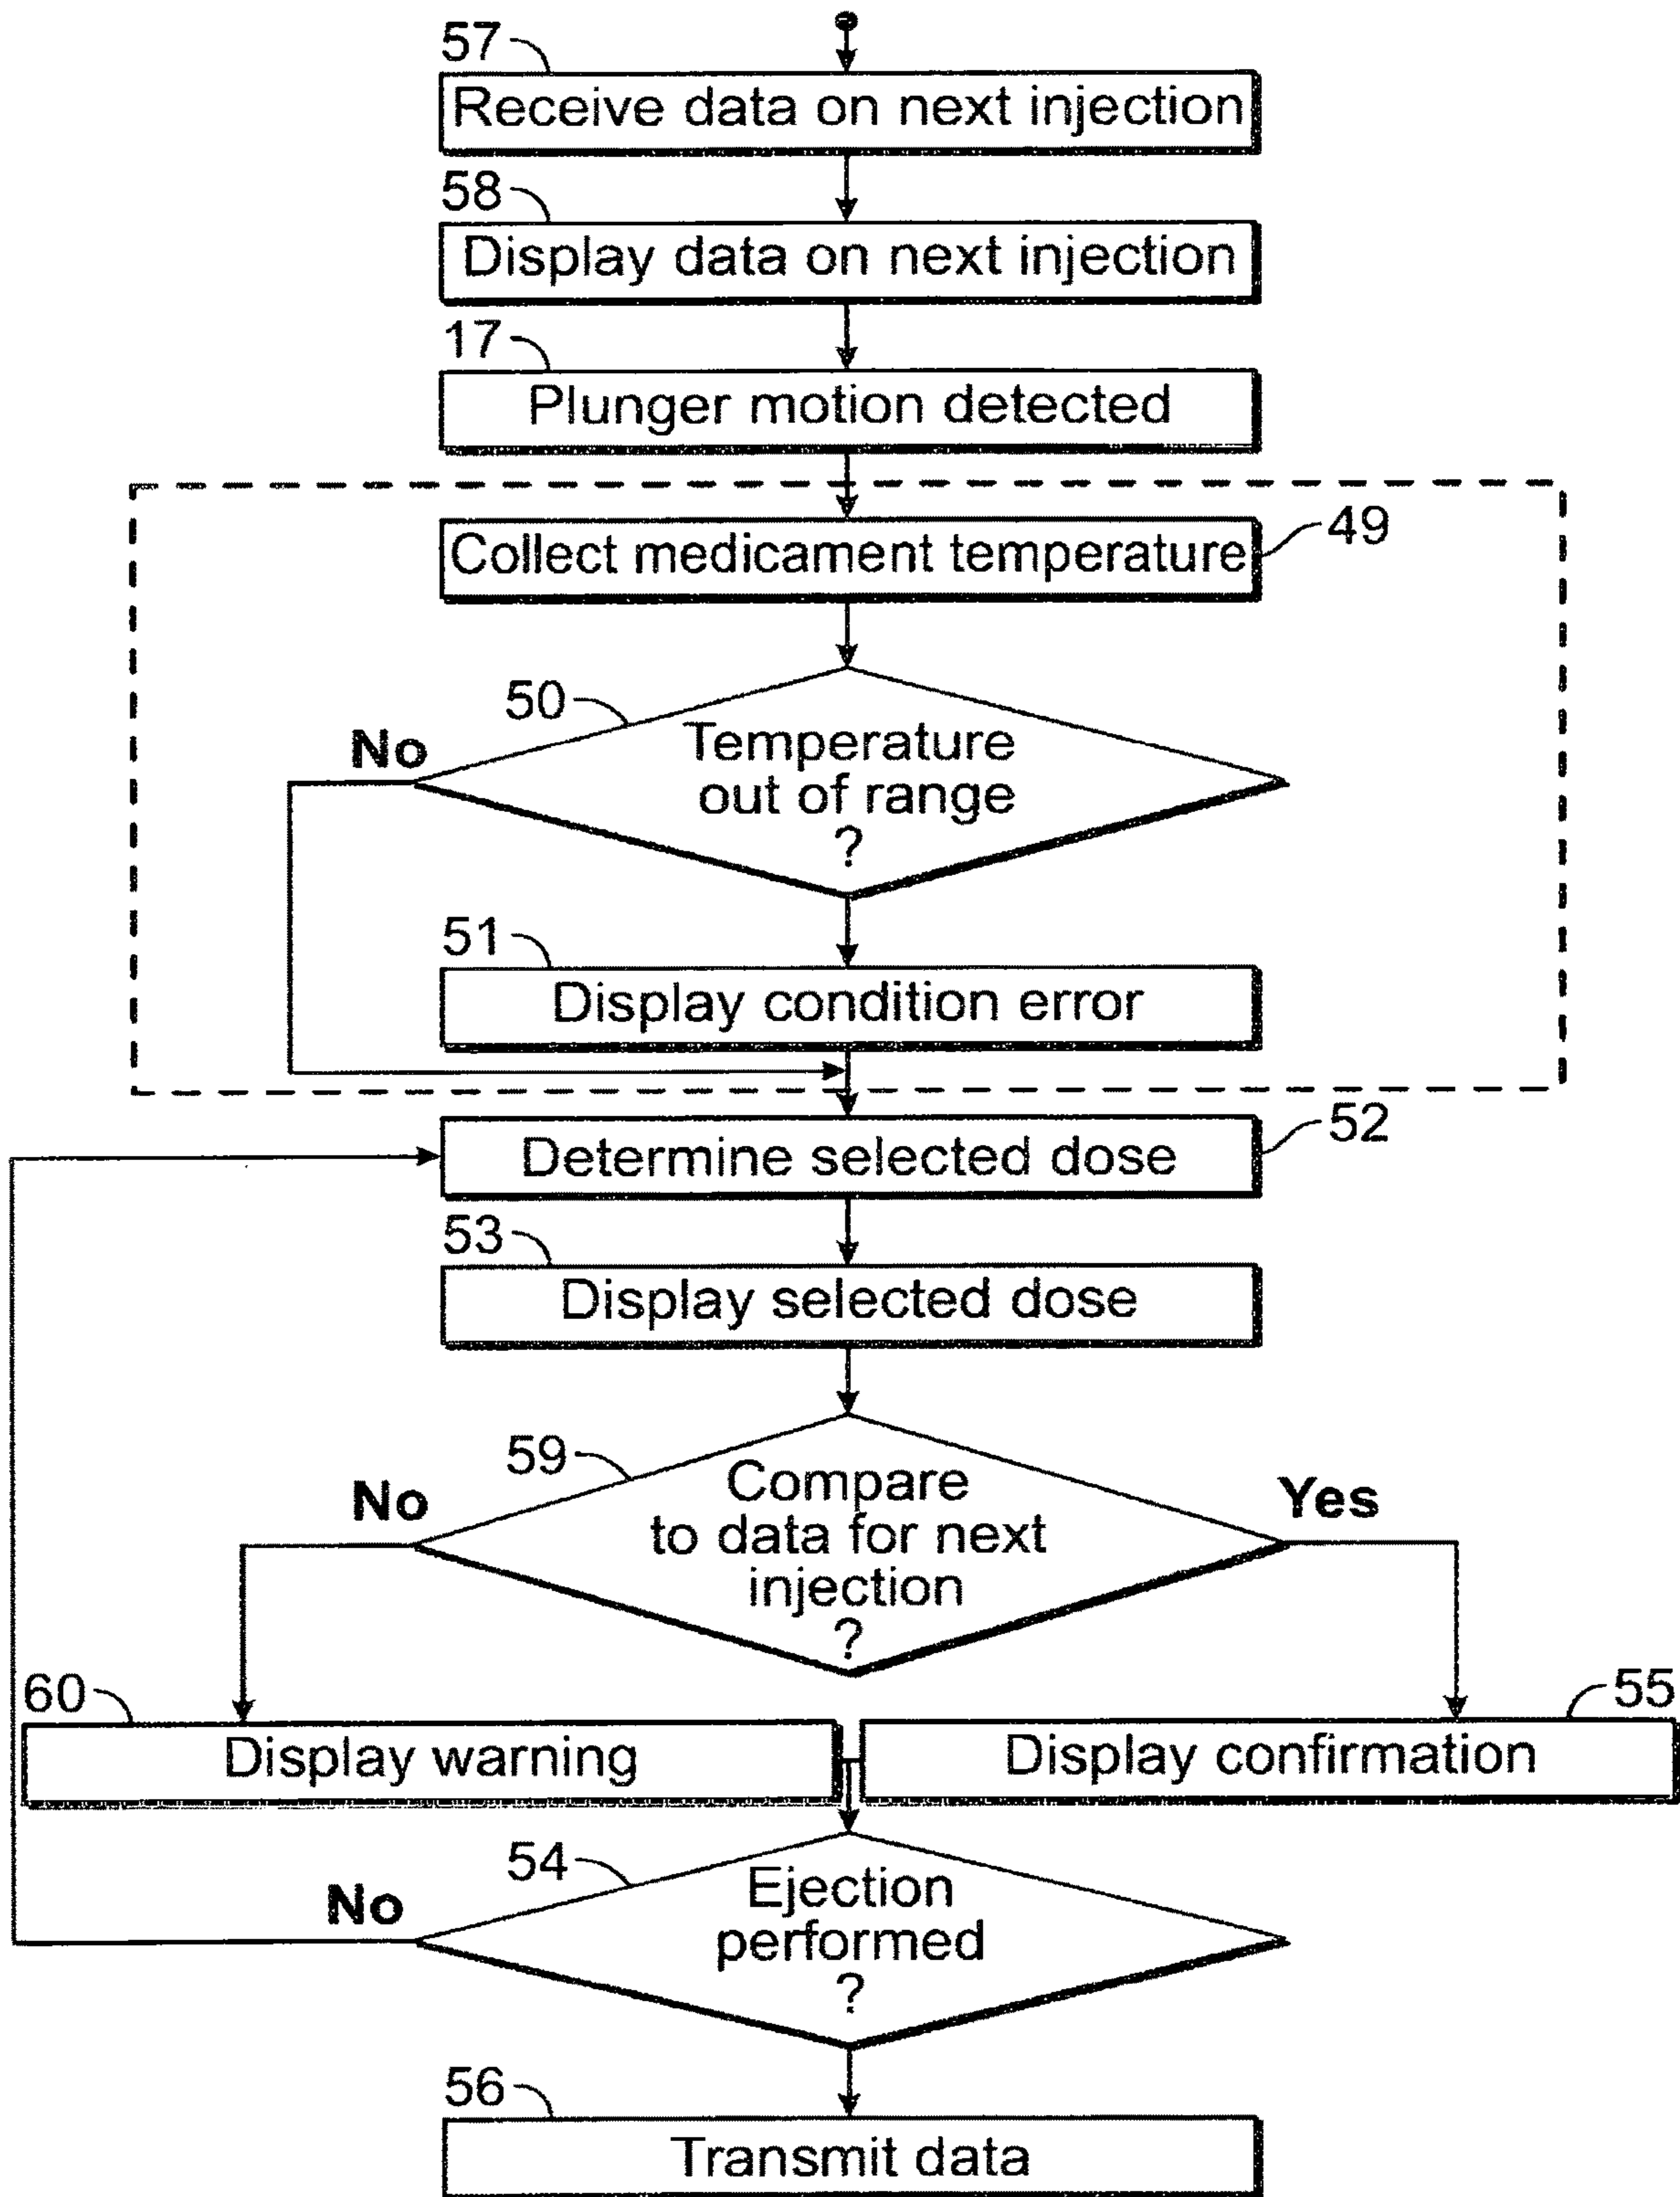 57
Receive data on next injection
58
Display data on next injection
17
Plunger motion detected
Collect medicament temperature
49
50
No
Temperature
out of range
?
51
Display condition error
Determine selected dose
52
53
Display selected dose
59
No
Compare
to data for next
injection
?
Yes
60
Display warning
55
Display confirmation
54
No
Ejection
performed
?
56
Transmit data